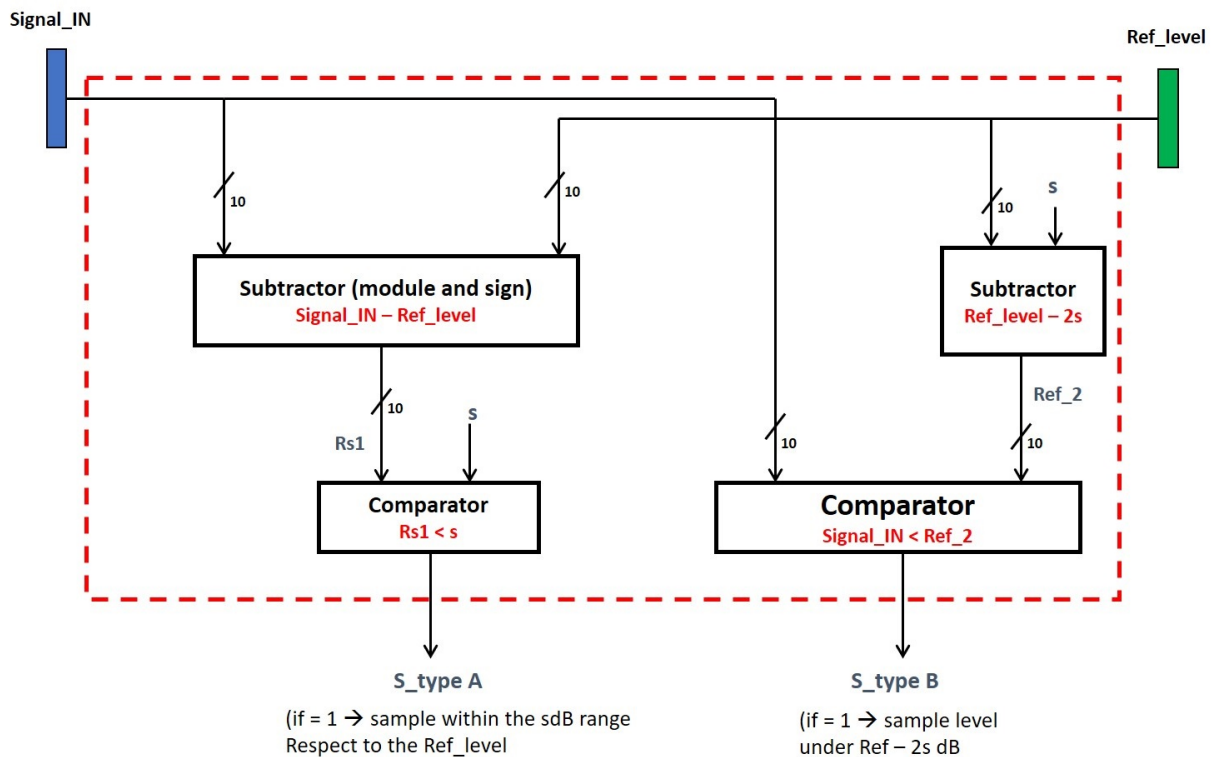 Signal_IN
Ref_level
10
10
10
s
Subtractor (module and sign)
Signal_IN – Ref_level
Subtractor
Ref_level – 2s
10
s
Rs1
Ref_2
10
10
Comparator
Rs1 < s
Comparator
Signal_IN < Ref_2
S_type A
S_type B
(if = 1 → sample within the sdB range
Respect to the Ref_level
(if = 1 → sample level
under Ref – 2s dB